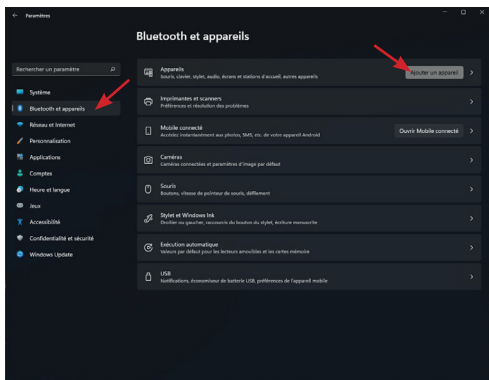 Paramètres
Bluetooth et appareils
Rechercher un paramètre
Système
Bluetooth et appareils
Réseau et Internet
Personnalisation
Applications
Comptes
Heure et langue
Jeux
Accessibilité
Confidentialité et sécurité
Windows Update
Appareils
Souris, clavier, stylet, audio, écrans et stations d'accueil, autres appareils
Ajouter un appareil
Imprimantes et scanners
Préférences et résolution des problèmes
Mobile connecté
Accédez instantanément aux photos, SMS, etc. de votre appareil Android
Ouvrir Mobile connecté
Caméras
Caméras connectées et paramètres d'image par défaut
Souris
Boutons, vitesse de pointeur de souris, défilement
Stylet et Windows Ink
Droitier ou gaucher, raccourcis du bouton du stylet, écriture manuscrite
Exécution automatique
Valeurs par défaut pour les lecteurs amovibles et les cartes mémoire
USB
Notifications, économiseur de batterie USB, préférences de l'appareil mobile